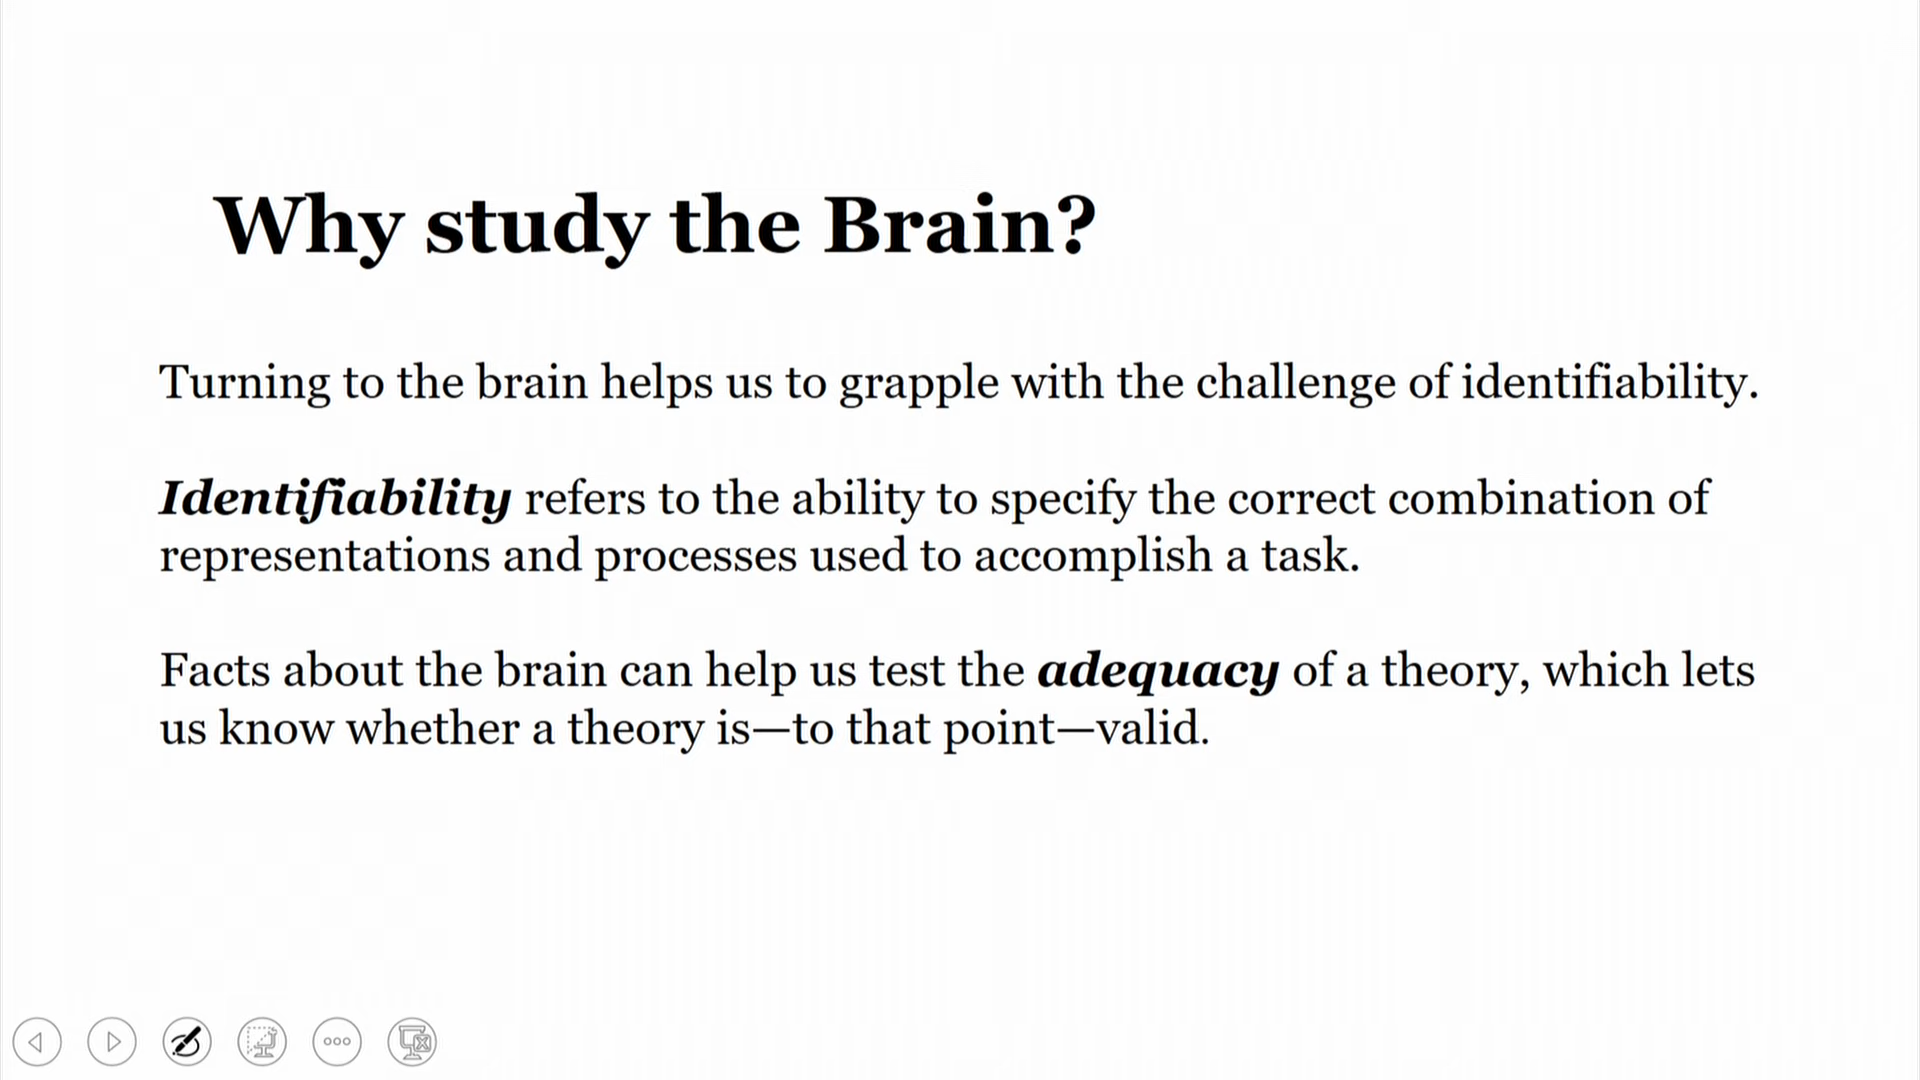 Why study the Brain?
Turning to the brain helps us to grapple with the challenge of identifiability.
Identifiability refers to the ability to specify the correct combination of
representations and processes used to accomplish a task.
Facts about the brain can help us test the adequacy of a theory, which lets
us know whether a theory is—to that point—valid.